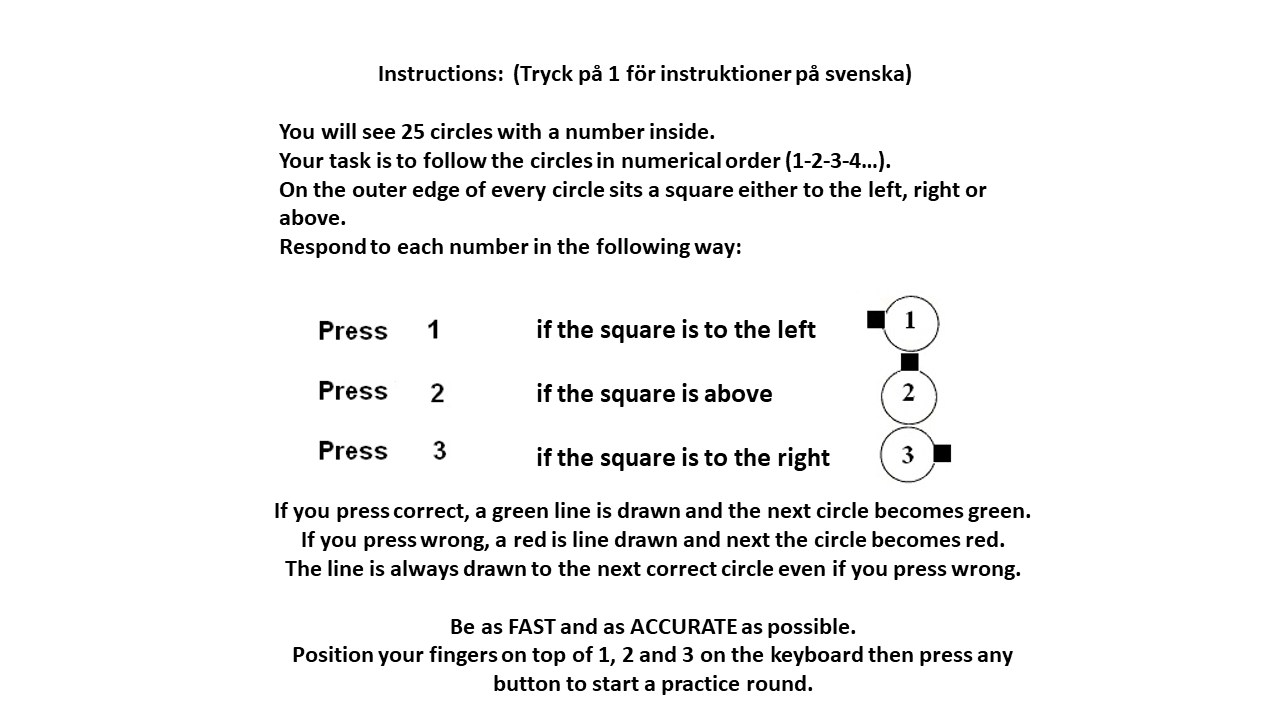 Instructions: (Tryck på 1 för instruktioner på svenska)
You will see 25 circles with a number inside.
Your task is to follow the circles in numerical order (1-2-3-4...).
On the outer edge of every circle sits a square either to the left, right or
above.
Respond to each number in the following way:
Press 1 if the square is to the left 1
Press 2 if the square is above 2
Press 3 if the square is to the right 3
If you press correct, a green line is drawn and the next circle becomes green.
If you press wrong, a red is line drawn and next the circle becomes red.
The line is always drawn to the next correct circle even if you press wrong.
Be as FAST and as ACCURATE as possible.
Position your fingers on top of 1, 2 and 3 on the keyboard then press any
button to start a practice round.